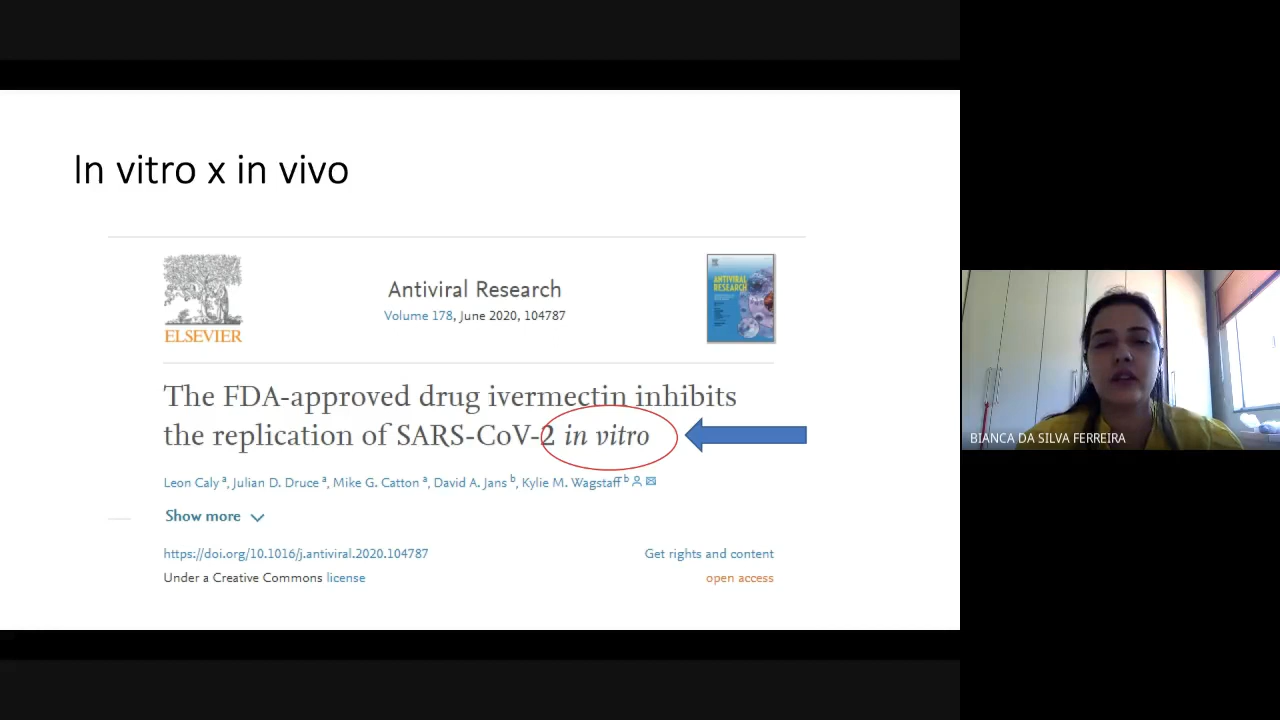 In vitro x in vivo
ELSEVIER
Antiviral Research
Volume 178, June 2020, 104787
ANTIVIRAL
RESEARCH
The FDA-approved drug ivermectin inhibits
the replication of SARS-CoV-2 in vitro
Leon Caly a, Julian D. Druce a, Mike G. Catton a, David A. Jans b, Kylie M. Wagstaff b
Show more
https://doi.org/10.1016/j.antiviral.2020.104787
Get rights and content
Under a Creative Commons license
open access
BIANCA DA SILVA FERREIRA